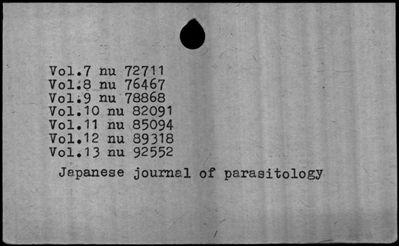 Vol.7 nu 72711
Vol.8 nu 76467
Vol.9 nu 78868
Vol.10 nu 82091
Vol.11 nu 85094
Vol.12 nu 89318
Vol.13 nu 92552
Japanese journal of parasitology